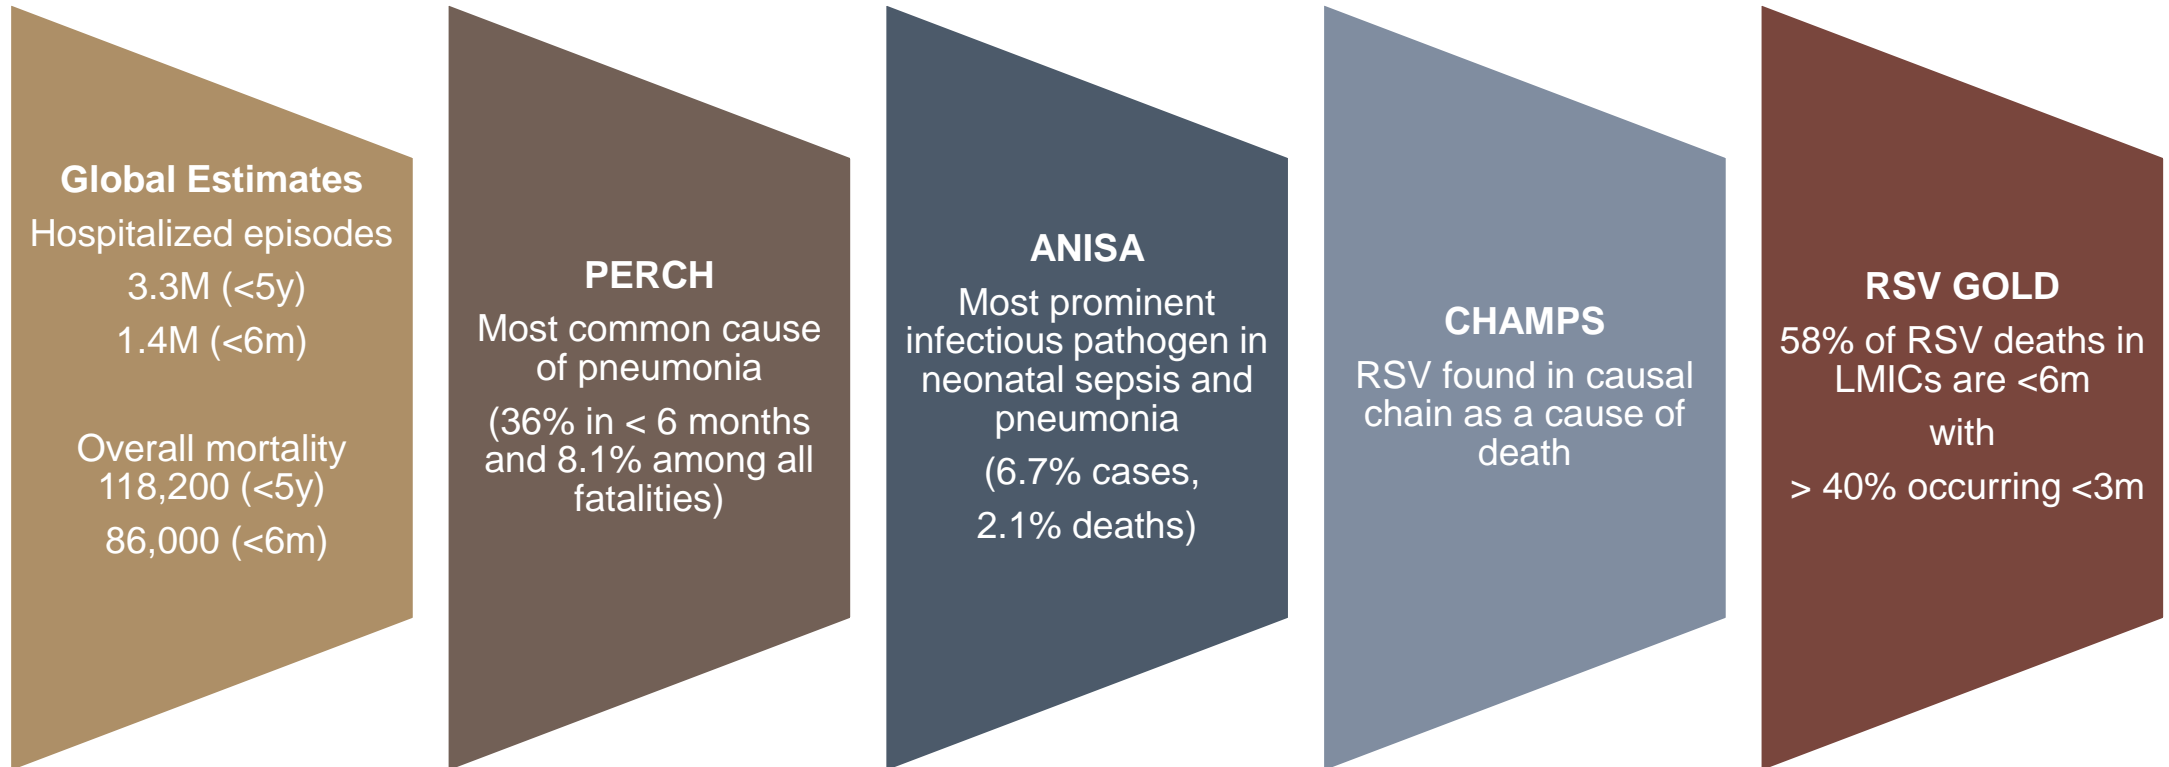 Global Estimates
Hospitalized episodes
3.3M (<5y)
1.4M (<6m)
Overall mortality
118,200 (<5y)
86,000 (<6m)
PERCH
Most common cause
of pneumonia
(36% in < 6 months
and 8.1% among all
fatalities)
ANISA
Most prominent
infectious pathogen in
neonatal sepsis and
pneumonia
(6.7% cases,
2.1% deaths)
CHAMPS
RSV found in causal
chain as a cause of
death
RSV GOLD
58% of RSV deaths in
LMICs are <6m
with
> 40% occurring <3m